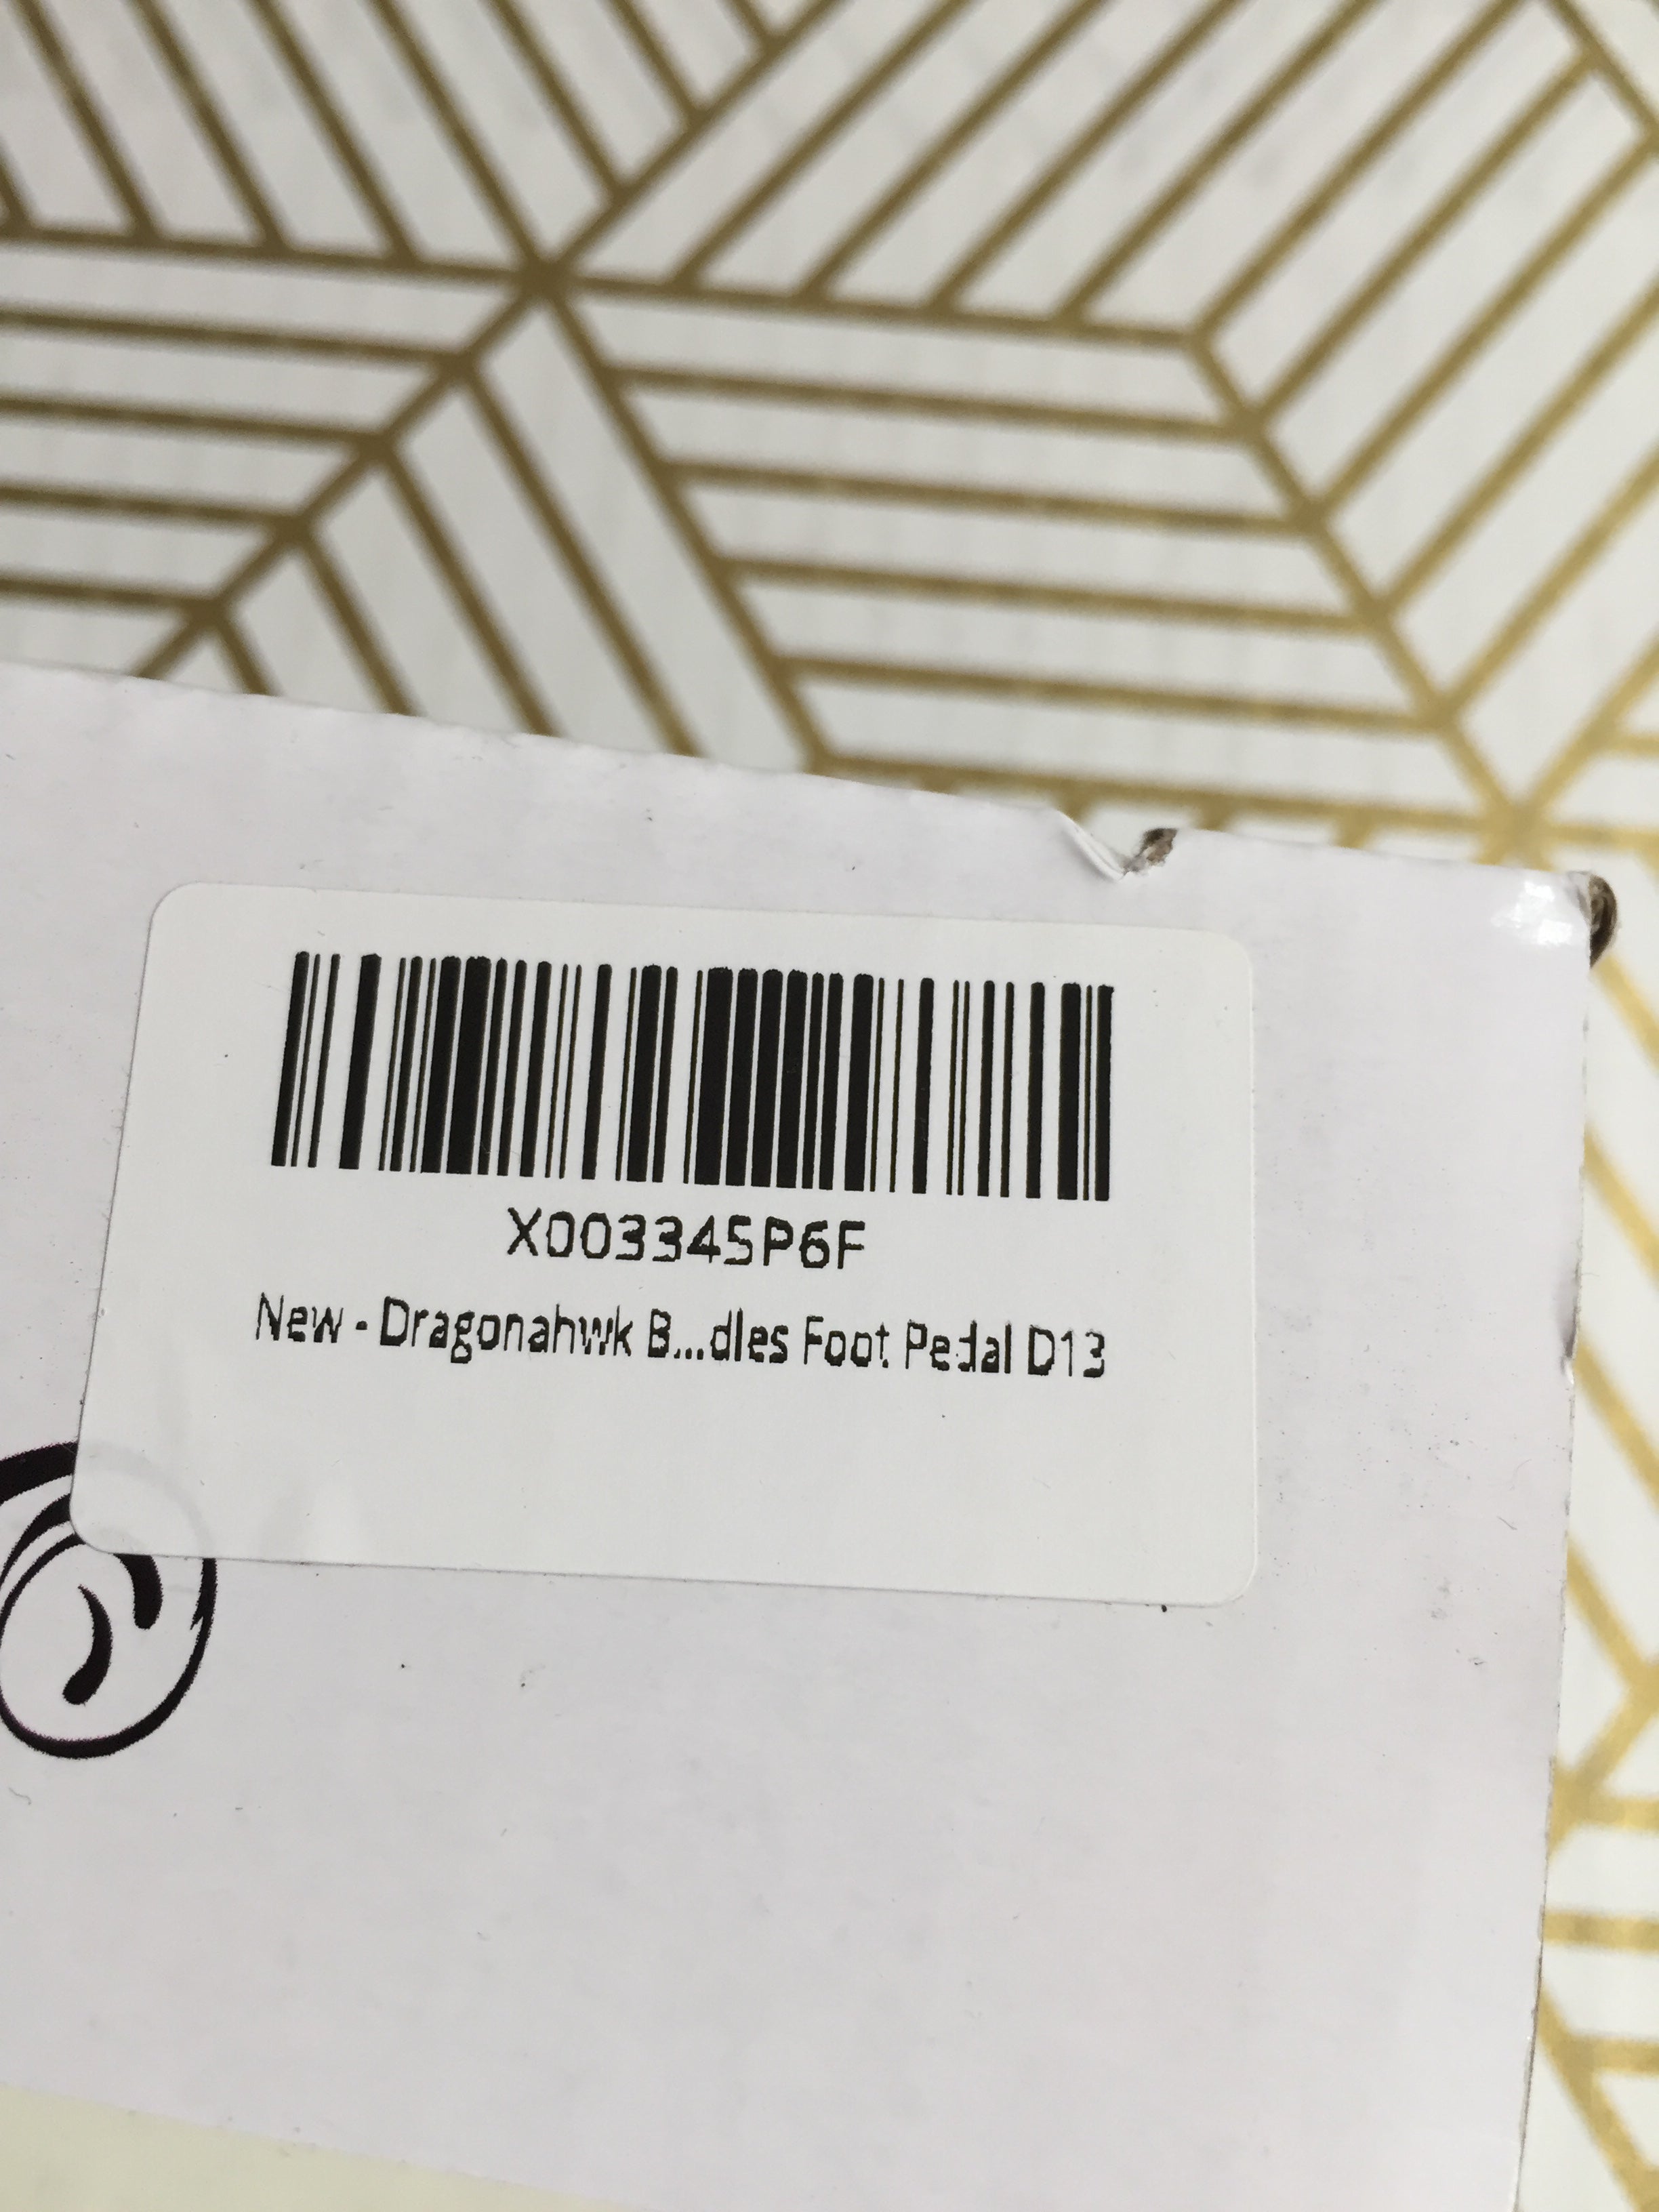 X003345P6F
New - Dragonahwk B...dles Foot Pedal D13